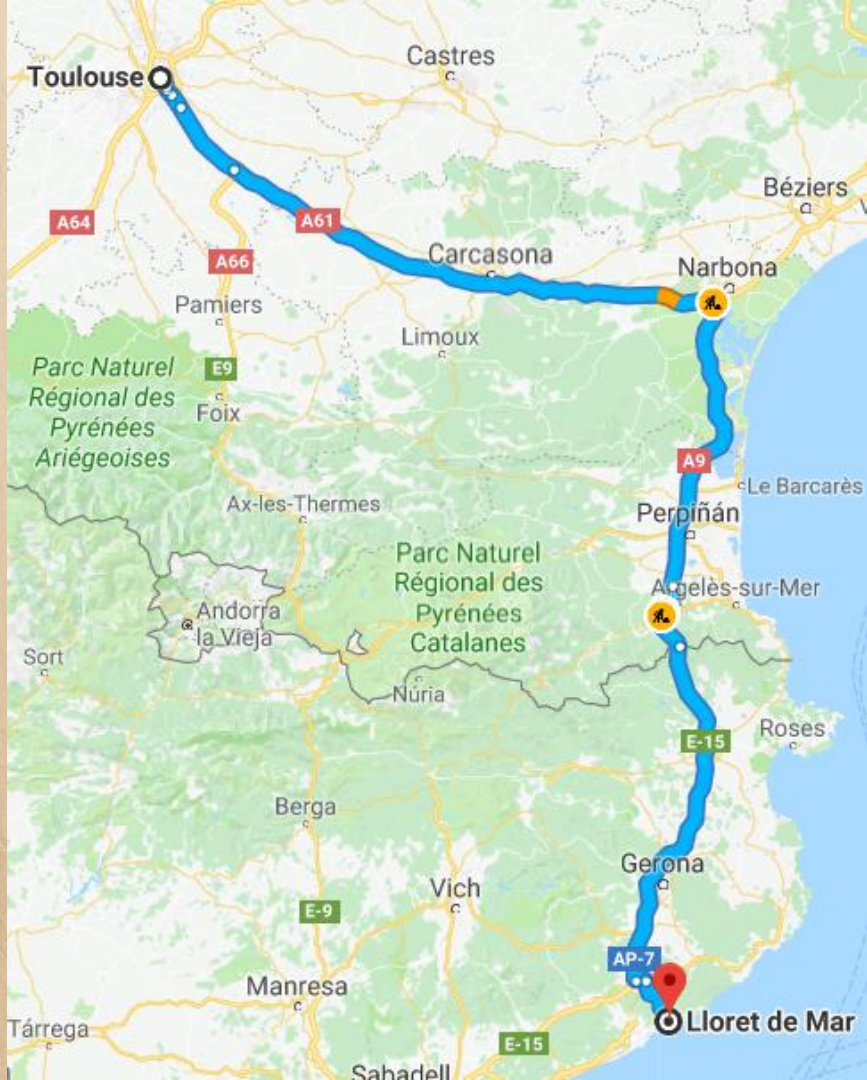 Castres
Toulouse
Béziers
A64
A61
Carcasona
A66
Narbona
Pamiers
Limoux
Parc Naturel
Régional des
Pyrénées
Ariégeoises
E9
Foix
A9
Le Barcarès
Ax-les-Thermes
Perpiñán
Parc Naturel
Régional des
Pyrénées
Catalanes
Argelès-sur-Mer
Andorra
la Vieja
Sort
Núria
Roses
E-15
Berga
Gerona
Vich
E-9
AP-7
Manresa
Lloret de Mar
Tárrega
E-15
Sabadell